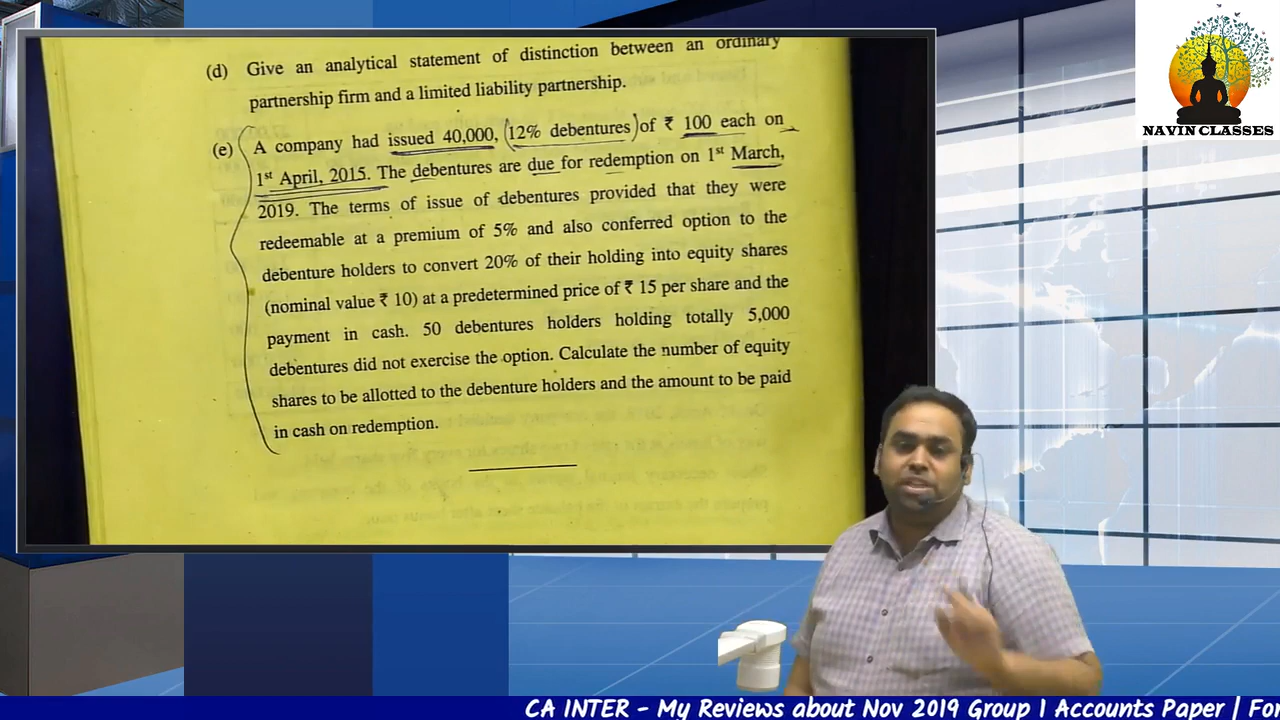 (d) Give an analytical statement of distinction between an ordinary
partnership firm and a limited liability partnership.
(e) A company had issued 40,000, 12% debentures of ₹ 100 each on
1st April, 2015. The debentures are due for redemption on 1st March,
2019. The terms of issue of debentures provided that they were
redeemable at a premium of 5% and also conferred option to the
debenture holders to convert 20% of their holding into equity shares
(nominal value ₹ 10) at a predetermined price of ₹ 15 per share and the
payment in cash. 50 debentures holders holding totally 5,000
debentures did not exercise the option. Calculate the number of equity
shares to be allotted to the debenture holders and the amount to be paid
in cash on redemption.
NAVIN CLASSES
CA INTER - My Reviews about Nov 2019 Group 1 Accounts Paper | For